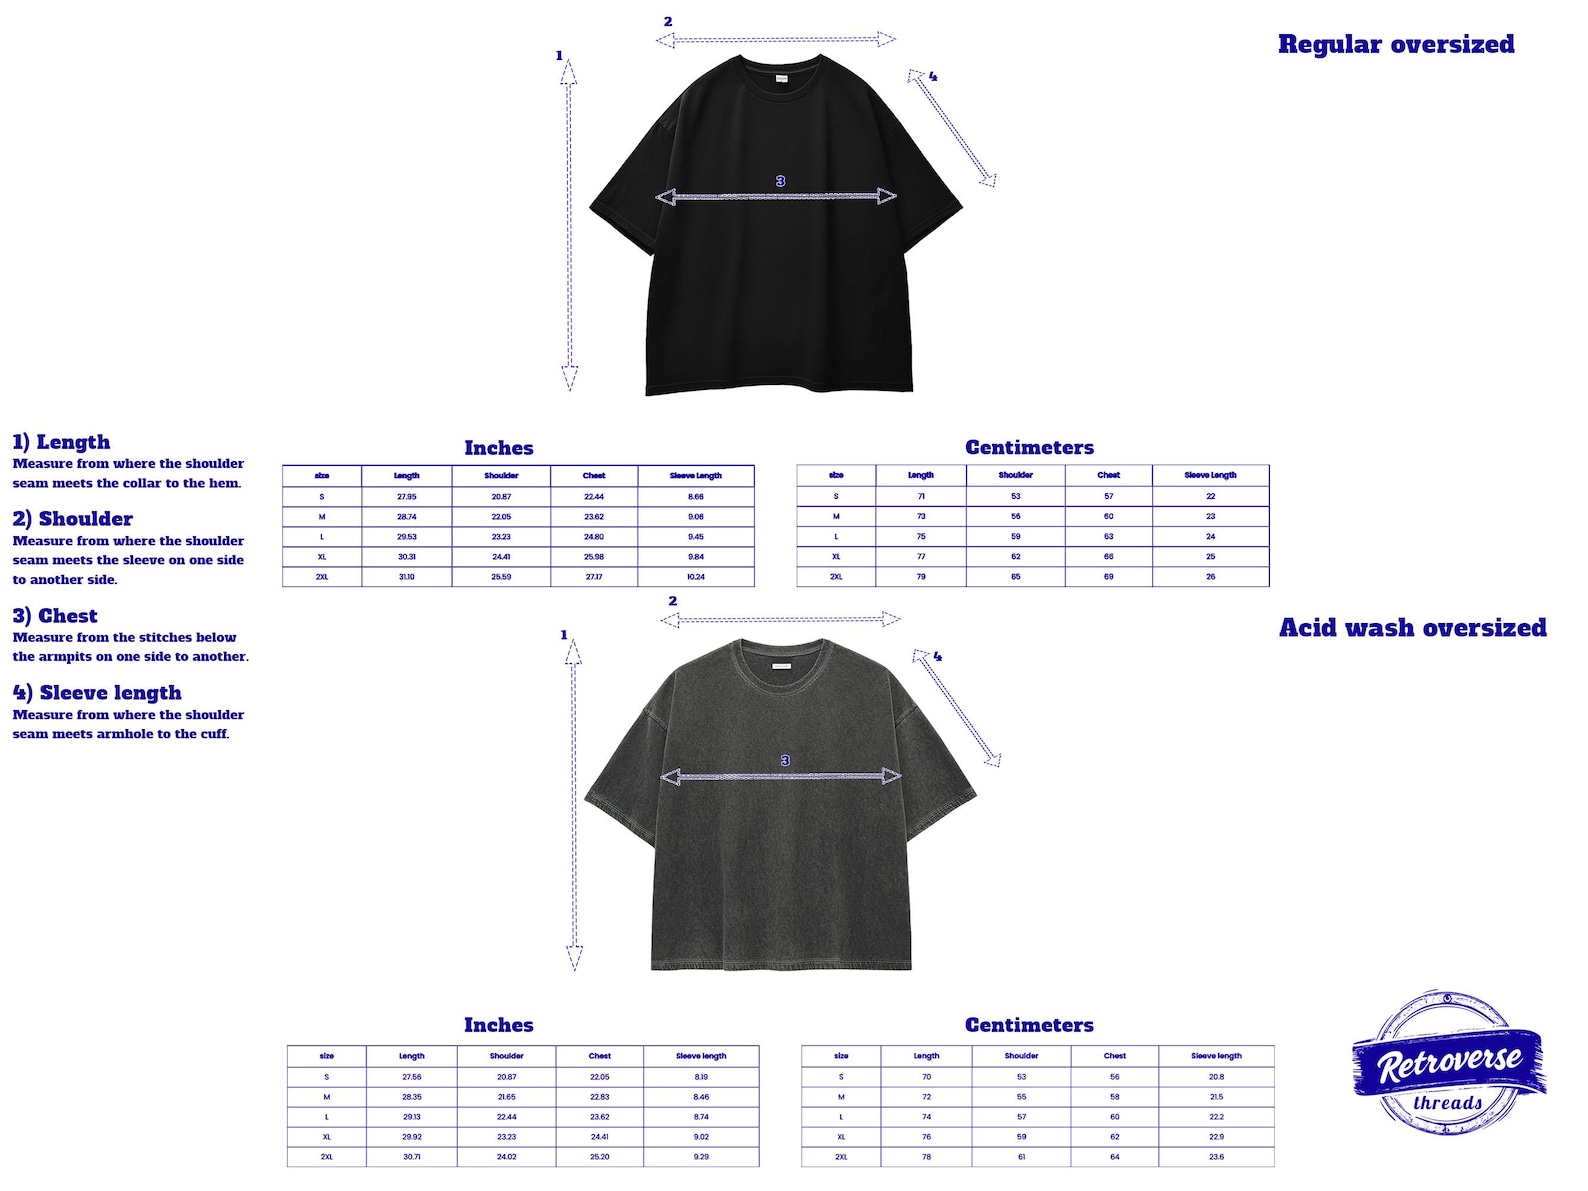 2
Regular oversized
1
4
3
1) Length
Measure from where the shoulder
seam meets the collar to the hem.
2) Shoulder
Measure from where the shoulder
seam meets the sleeve on one side
to another side.
3) Chest
Measure from the stitches below
the armpits on one side to another.
4) Sleeve length
Measure from where the shoulder
seam meets armhole to the cuff.
Inches
size Length Shoulder Chest Sleeve Length
S 27.95 20.87 22.44 8.66
M 28.74 22.05 23.62 9.06
L 29.53 23.23 24.80 9.45
XL 30.31 24.41 25.98 9.84
2XL 31.10 25.59 27.17 10.24
Centimeters
size Length Shoulder Chest Sleeve Length
S 71 53 57 22
M 73 56 60 23
L 75 59 63 24
XL 77 62 66 25
2XL 79 65 69 26
2
Acid wash oversized
1
4
3
Inches
size Length Shoulder Chest Sleeve length
S 27.56 20.87 22.05 8.19
M 28.35 21.65 22.83 8.46
L 29.13 22.44 23.62 8.74
XL 29.92 23.23 24.41 9.02
2XL 30.71 24.02 25.20 9.29
Centimeters
size Length Shoulder Chest Sleeve length
S 70 53 56 20.8
M 72 55 58 21.5
L 74 57 60 22.2
XL 76 59 62 22.9
2XL 78 61 64 23.6
Retroverse
threads